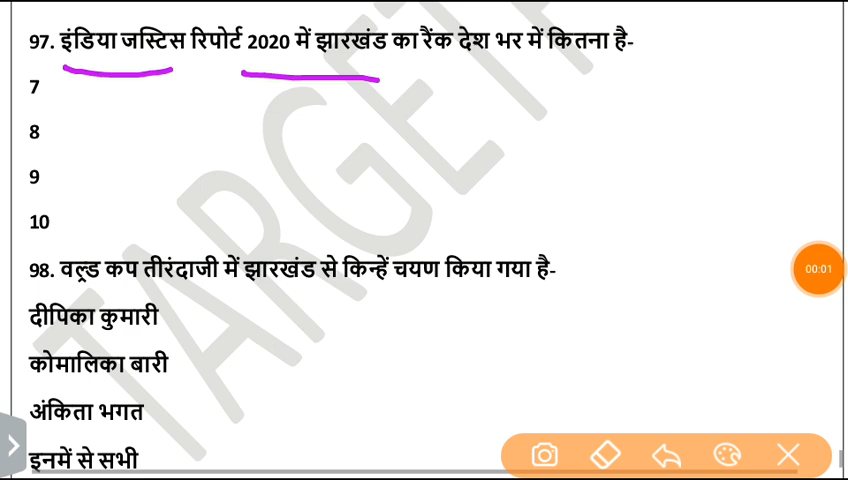 97. इंडिया जस्टिस रिपोर्ट 2020 में झारखंड का रैंक देश भर में कितना है-
7
8
9
10
98. वल्र्ड कप तीरंदाजी में झारखंड से किन्हें चयण किया गया है-
दीपिका कुमारी
कोमालिका बारी
अंकिता भगत
इनमें से सभी
00:01